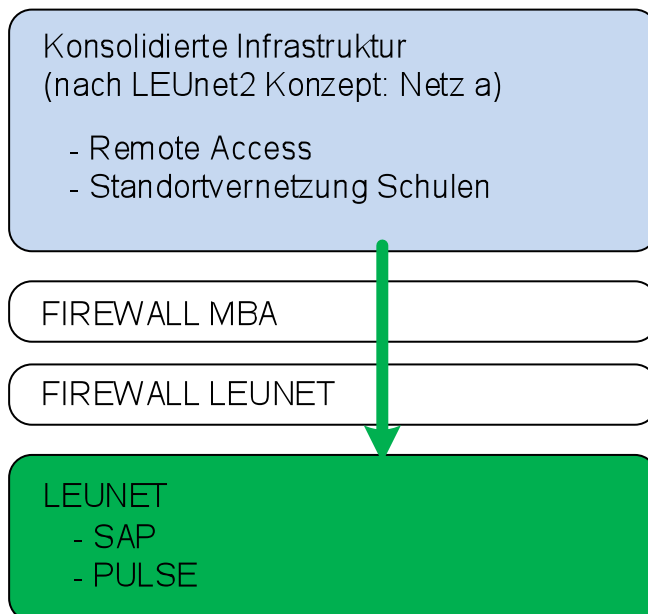 Konsolidierte Infrastruktur
(nach LEUnet2 Konzept: Netz a)
- Remote Access
- Standortvernetzung Schulen
FIREWALL MBA
FIREWALL LEUNET
LEUNET
- SAP
- PULSE